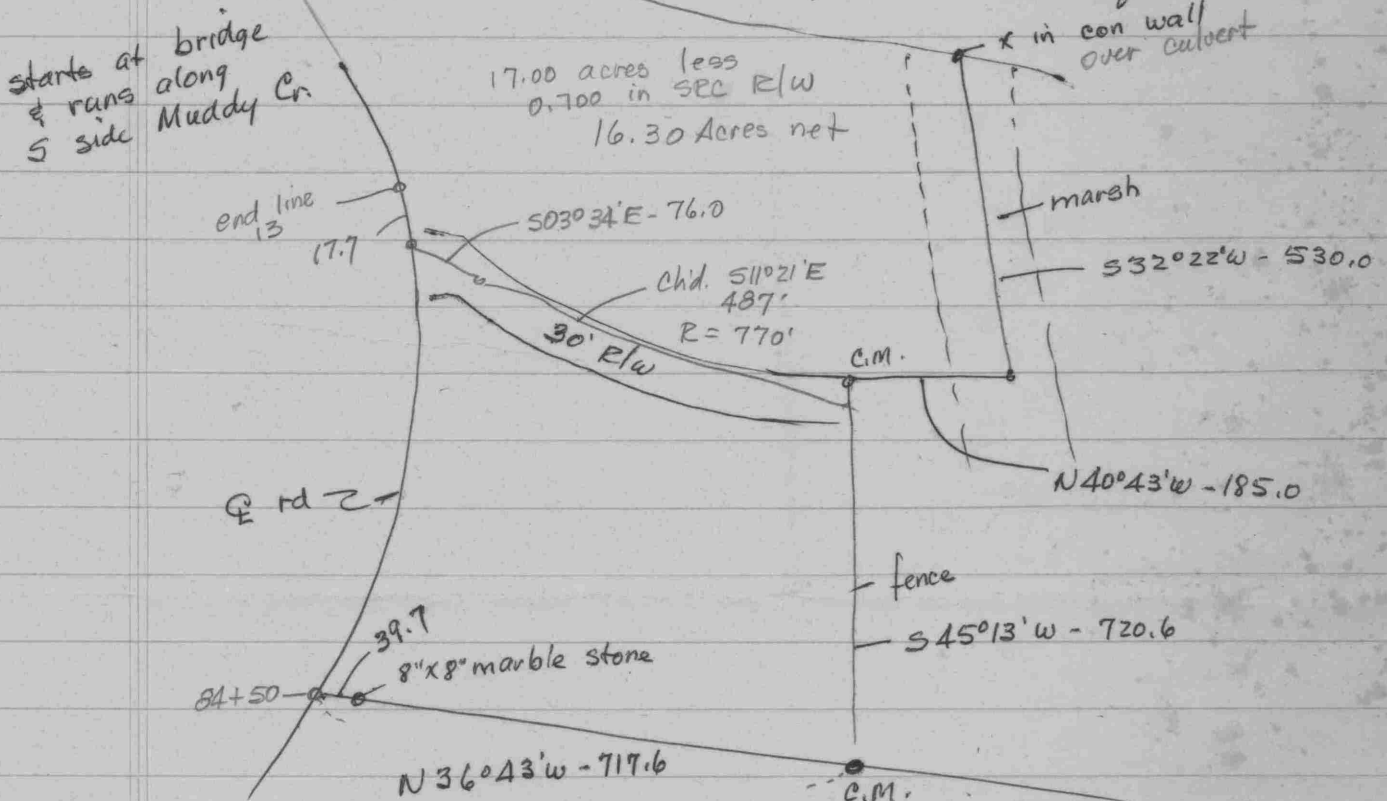 starts at bridge
& runs along
S side Muddy Cr.
17.00 acres less
0.700 in SRC R/W
16.30 Acres net
x in con wall
over culvert
marsh
end line
13
17.7
S03°34'E - 76.0
S32°22'W - 530.0
Ch'd. S11°21'E
487'
R = 770'
30' R/W
C.M.
N40°43'W - 185.0
℄ rd
fence
S45°13'W - 720.6
39.7
8"x8" marble stone
84+50
N36°43'W - 717.6
C.M.